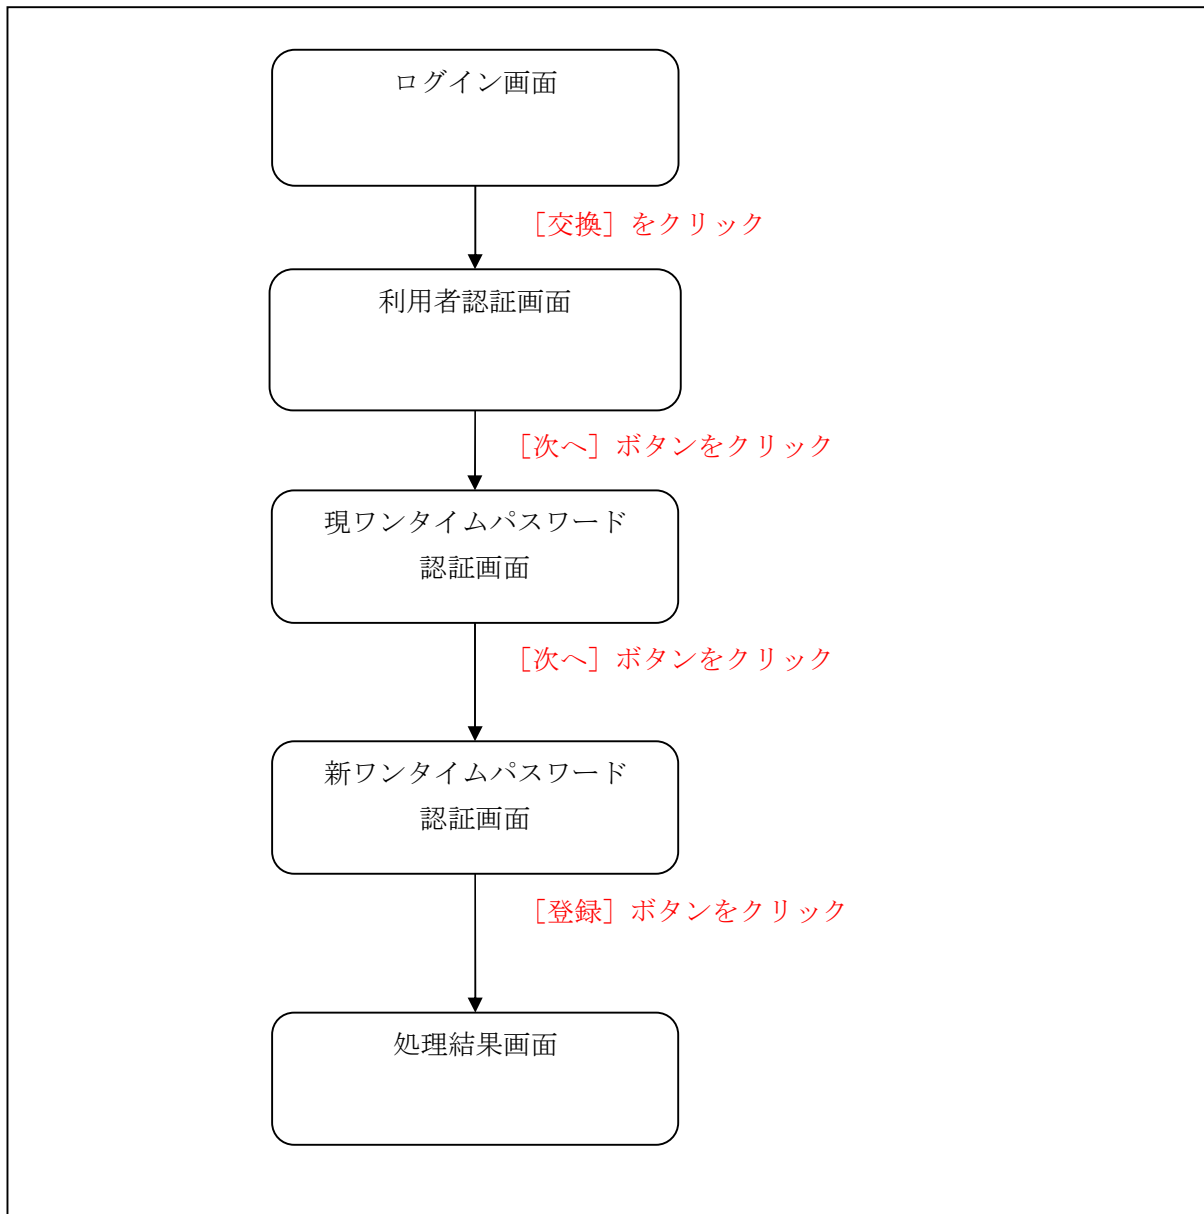 ログイン画面
［交換］をクリック
利用者認証画面
［次へ］ボタンをクリック
現ワンタイムパスワード
認証画面
［次へ］ボタンをクリック
新ワンタイムパスワード
認証画面
［登録］ボタンをクリック
処理結果画面